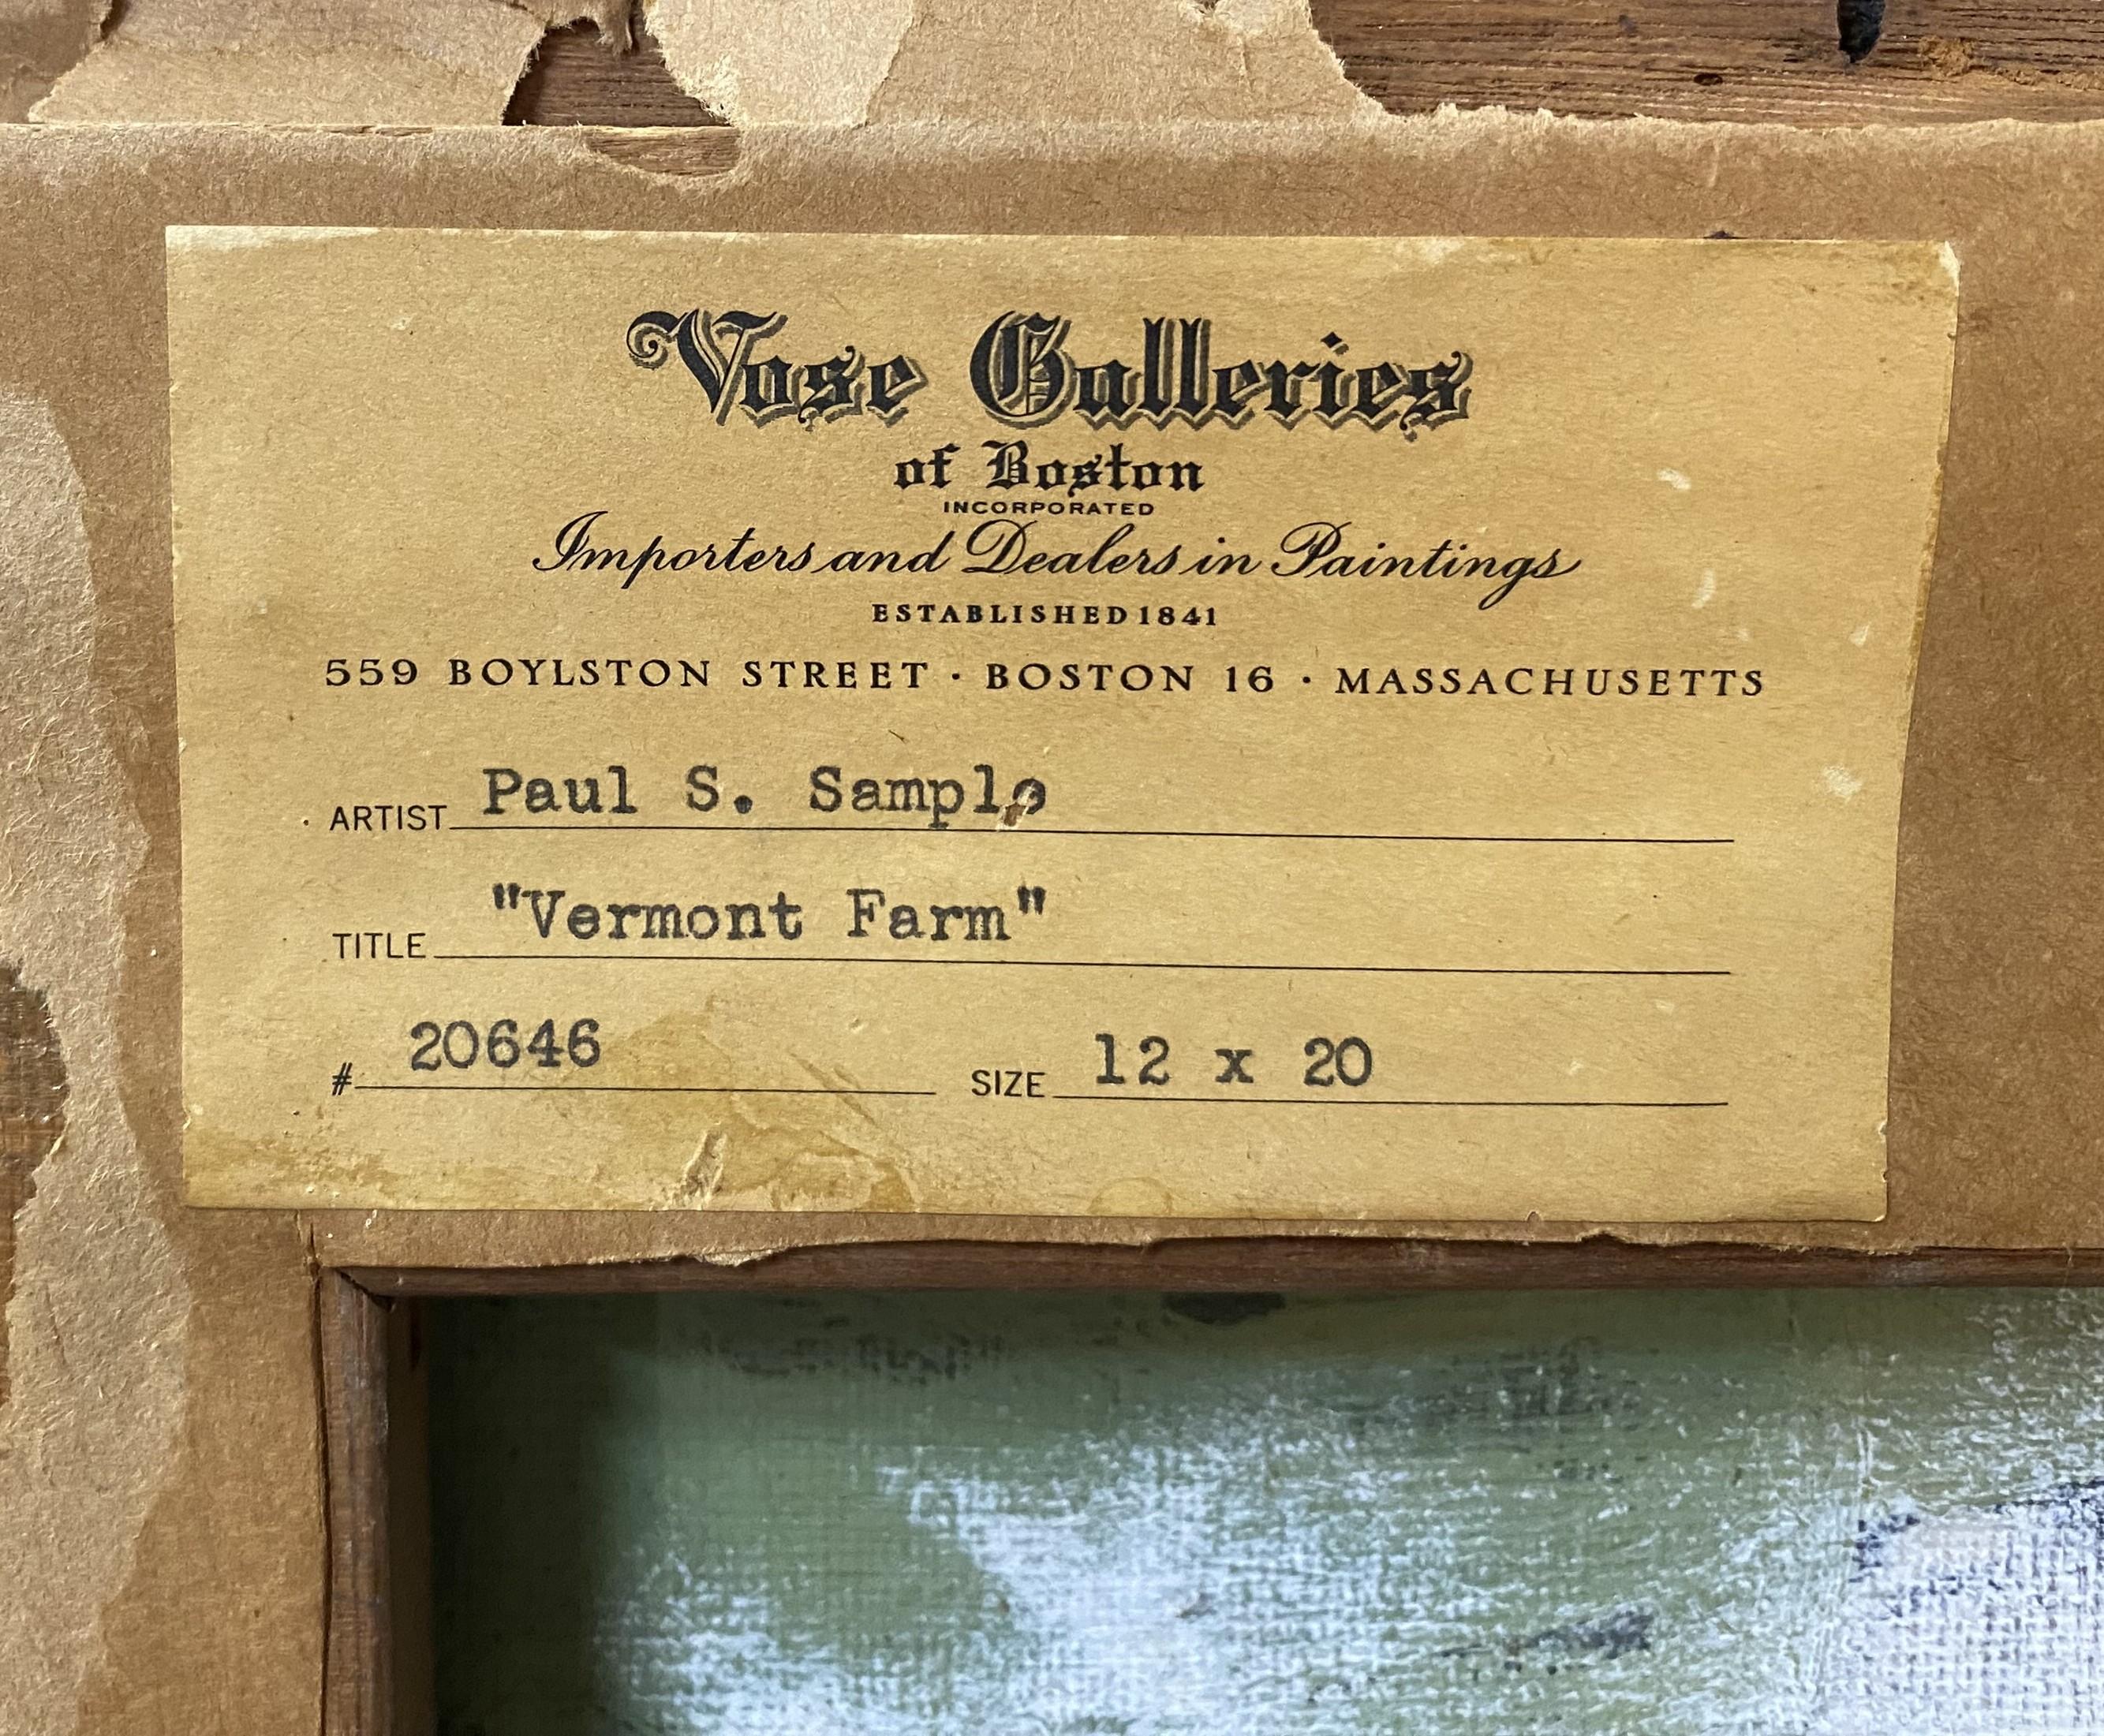 Vose Galleries
of Boston
INCORPORATED
Importers and Dealers in Paintings
ESTABLISHED 1841
559 BOYLSTON STREET · BOSTON 16 · MASSACHUSETTS
ARTIST Paul S. Sample
TITLE "Vermont Farm"
# 20646 SIZE 12 x 20